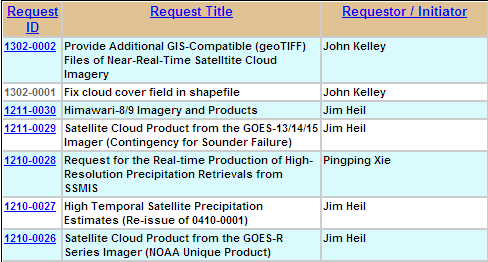 Request ID Request Title Requestor / Initiator
1302-0002 Provide Additional GIS-Compatible (geoTIFF) John Kelley
Files of Near-Real-Time Satelltite Cloud
Imagery
1302-0001 Fix cloud cover field in shapefile John Kelley
1211-0030 Himawari-8/9 Imagery and Products Jim Heil
1211-0029 Satellite Cloud Product from the GOES-13/14/15 Jim Heil
Imager (Contingency for Sounder Failure)
1210-0028 Request for the Real-time Production of High- Pingping Xie
Resolution Precipitation Retrievals from
SSMIS
1210-0027 High Temporal Satellite Precipitation Jim Heil
Estimates (Re-issue of 0410-0001)
1210-0026 Satellite Cloud Product from the GOES-R Jim Heil
Series Imager (NOAA Unique Product)